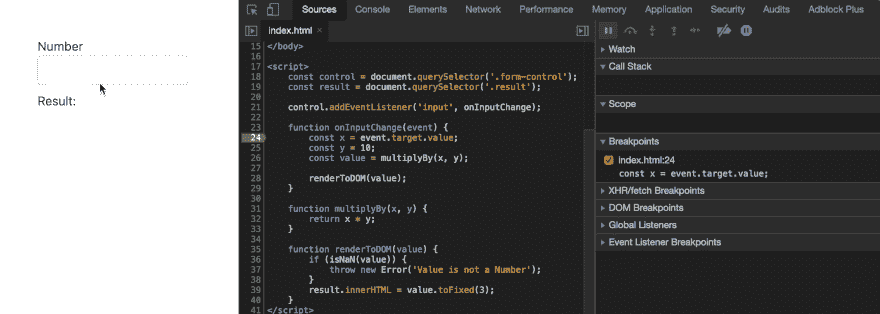 Number
Result:
Sources Console Elements Network Performance Memory Application Security Audits Adblock Plus
index.html ×
15 </body>
16
17 <script>
18 const control = document.querySelector('.form-control');
19 const result = document.querySelector('.result');
20
21 control.addEventListener('input', onInputChange);
22
23 function onInputChange(event) {
24 const x = event.target.value;
25 const y = 10;
26 const value = multiplyBy(x, y);
27
28 renderToDOM(value);
29 }
30
31 function multiplyBy(x, y) {
32 return x * y;
33 }
34
35 function renderToDOM(value) {
36 if (isNaN(value)) {
37 throw new Error('Value is not a Number');
38 }
39 result.innerHTML = value.toFixed(3);
40 }
41 </script>
Watch
Call Stack
Scope
Breakpoints
index.html:24
const x = event.target.value;
XHR/fetch Breakpoints
DOM Breakpoints
Global Listeners
Event Listener Breakpoints